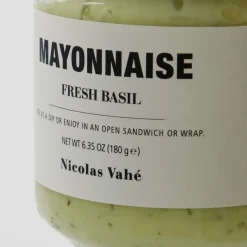 MAYONNAISE
FRESH BASIL
AS A DIP OR ENJOY IN AN OPEN SANDWICH OR WRAP.
NET WT 6.35 OZ (180 g ℮)
Nicolas Vahé